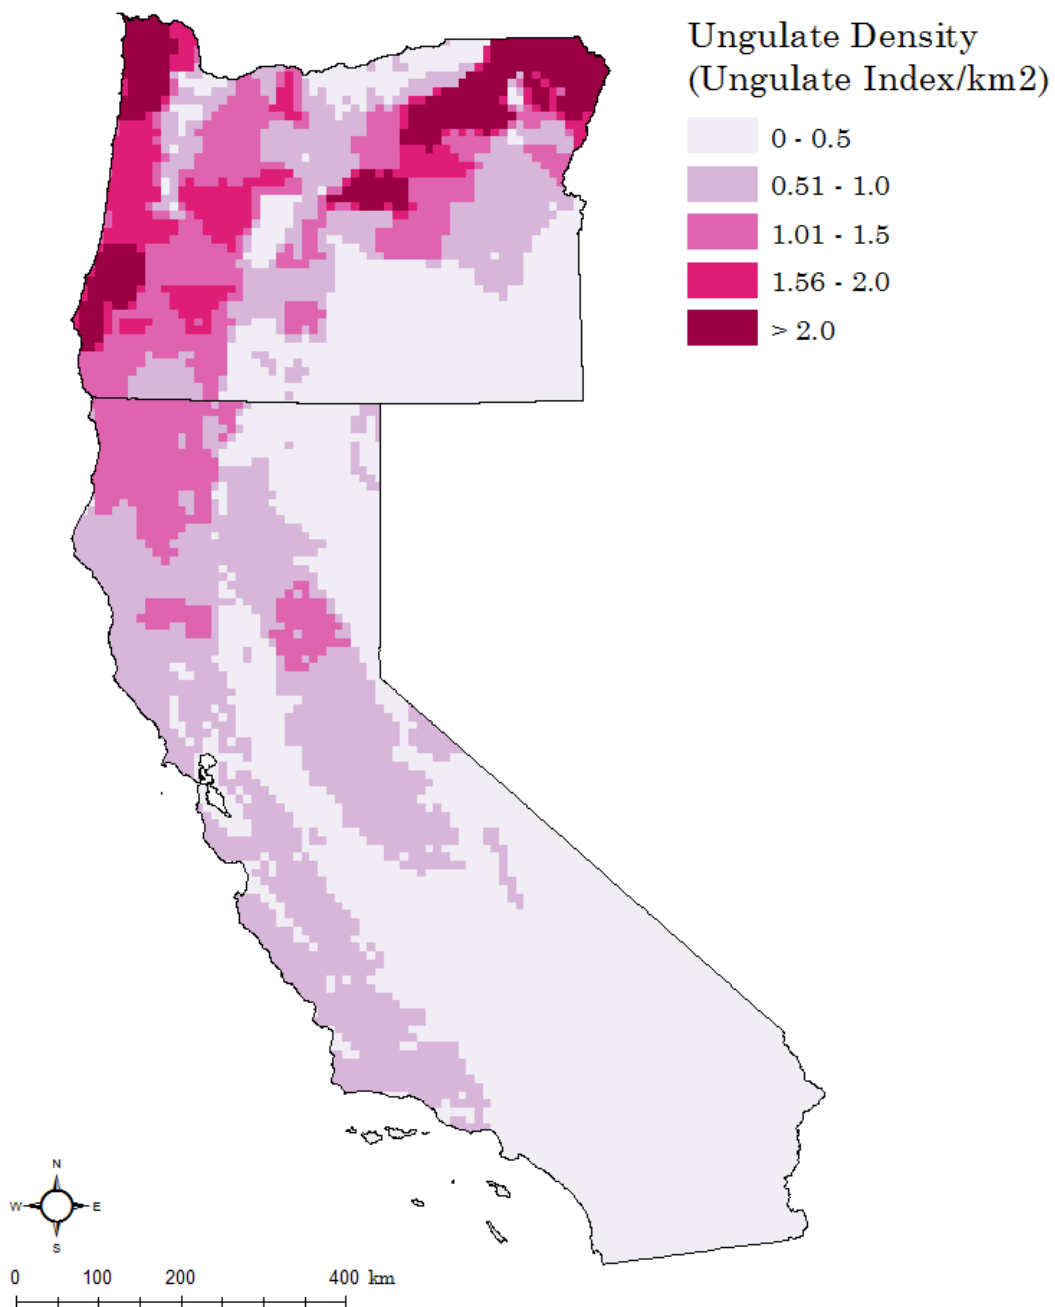 Ungulate Density
(Ungulate Index/km2)
0 - 0.5
0.51 - 1.0
1.01 - 1.5
1.56 - 2.0
> 2.0
N
W E
S
0 100 200 400 km